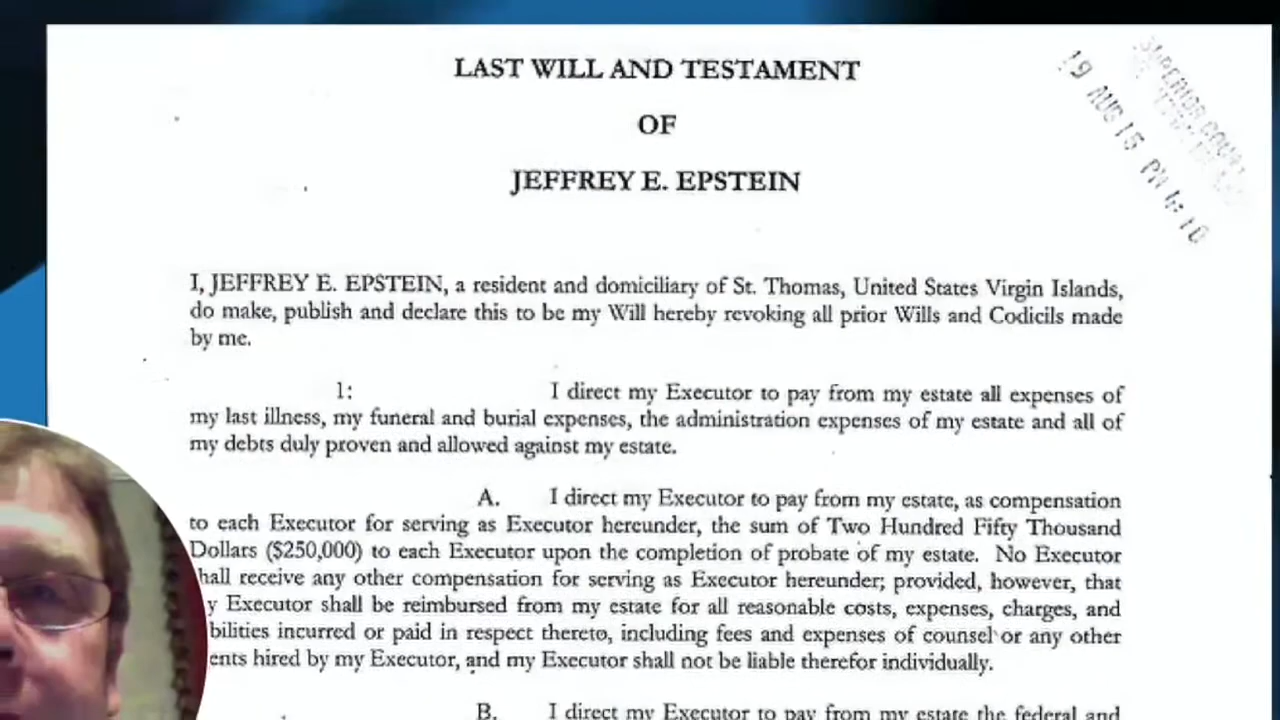 LAST WILL AND TESTAMENT
OF
JEFFREY E. EPSTEIN
19 AUG 15 PM 4:10
SUPERIOR COURT
I, JEFFREY E. EPSTEIN, a resident and domiciliary of St. Thomas, United States Virgin Islands,
do make, publish and declare this to be my Will hereby revoking all prior Wills and Codicils made
by me.
1: I direct my Executor to pay from my estate all expenses of
my last illness, my funeral and burial expenses, the administration expenses of my estate and all of
my debts duly proven and allowed against my estate.
A. I direct my Executor to pay from my estate, as compensation
to each Executor for serving as Executor hereunder, the sum of Two Hundred Fifty Thousand
Dollars ($250,000) to each Executor upon the completion of probate of my estate. No Executor
hall receive any other compensation for serving as Executor hereunder; provided, however, that
y Executor shall be reimbursed from my estate for all reasonable costs, expenses, charges, and
bilities incurred or paid in respect thereto, including fees and expenses of counsel or any other
ents hired by my Executor, and my Executor shall not be liable therefor individually.
B. I direct my Executor to pay from my estate the federal and